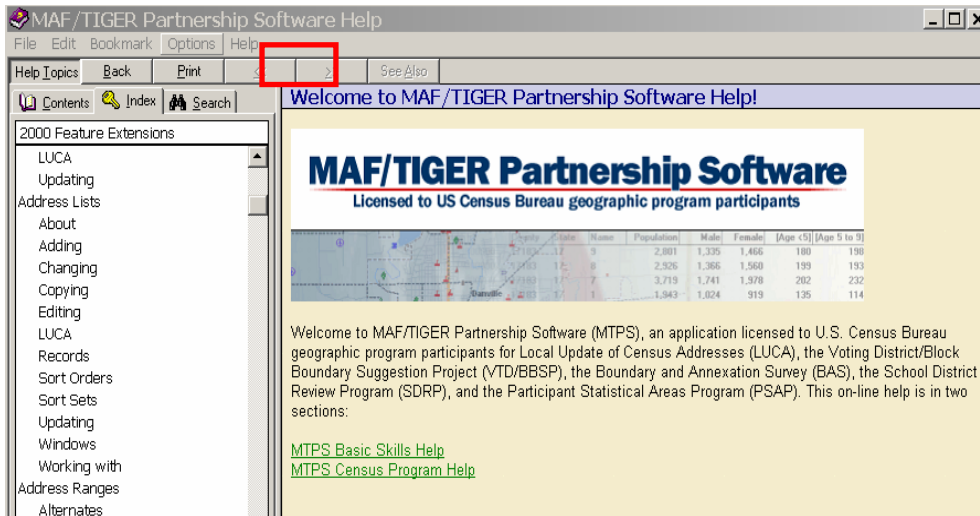 MAF/TIGER Partnership Software Help
File Edit Bookmark Options Help
Help Topics Back Print << >> See Also
Contents Index Search
2000 Feature Extensions
LUCA
Updating
Address Lists
About
Adding
Changing
Copying
Editing
LUCA
Records
Sort Orders
Sort Sets
Updating
Windows
Working with
Address Ranges
Alternates
Welcome to MAF/TIGER Partnership Software Help!
MAF/TIGER Partnership Software
Licensed to US Census Bureau geographic program participants
State Name Population Male Female [Age <5] [Age 5 to 9]
9 2,801 1,335 1,466 180 198
2,926 1,366 1,560 199 193
7 3,719 1,741 1,978 202 232
Danville 17 1 1,943 1,024 919 135 114
Welcome to MAF/TIGER Partnership Software (MTPS), an application licensed to U.S. Census Bureau
geographic program participants for Local Update of Census Addresses (LUCA), the Voting District/Block
Boundary Suggestion Project (VTD/BBSP), the Boundary and Annexation Survey (BAS), the School District
Review Program (SDRP), and the Participant Statistical Areas Program (PSAP). This on-line help is in two
sections:
MTPS Basic Skills Help
MTPS Census Program Help